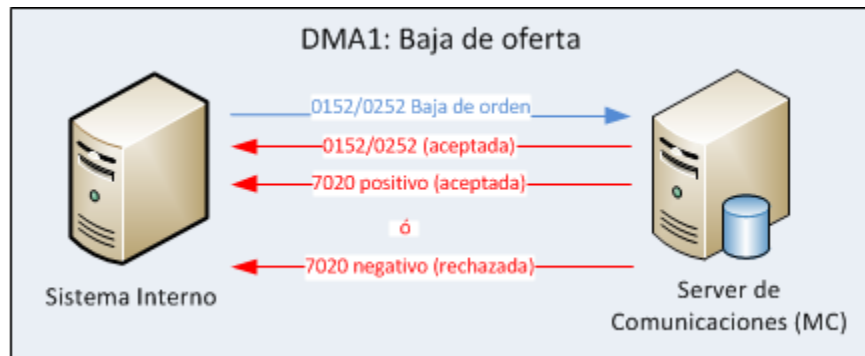 DMA1: Baja de oferta
0152/0252 Baja de orden
0152/0252 (aceptada)
7020 positivo (aceptada)
ó
7020 negativo (rechazada)
Sistema Interno
Server de
Comunicaciones (MC)